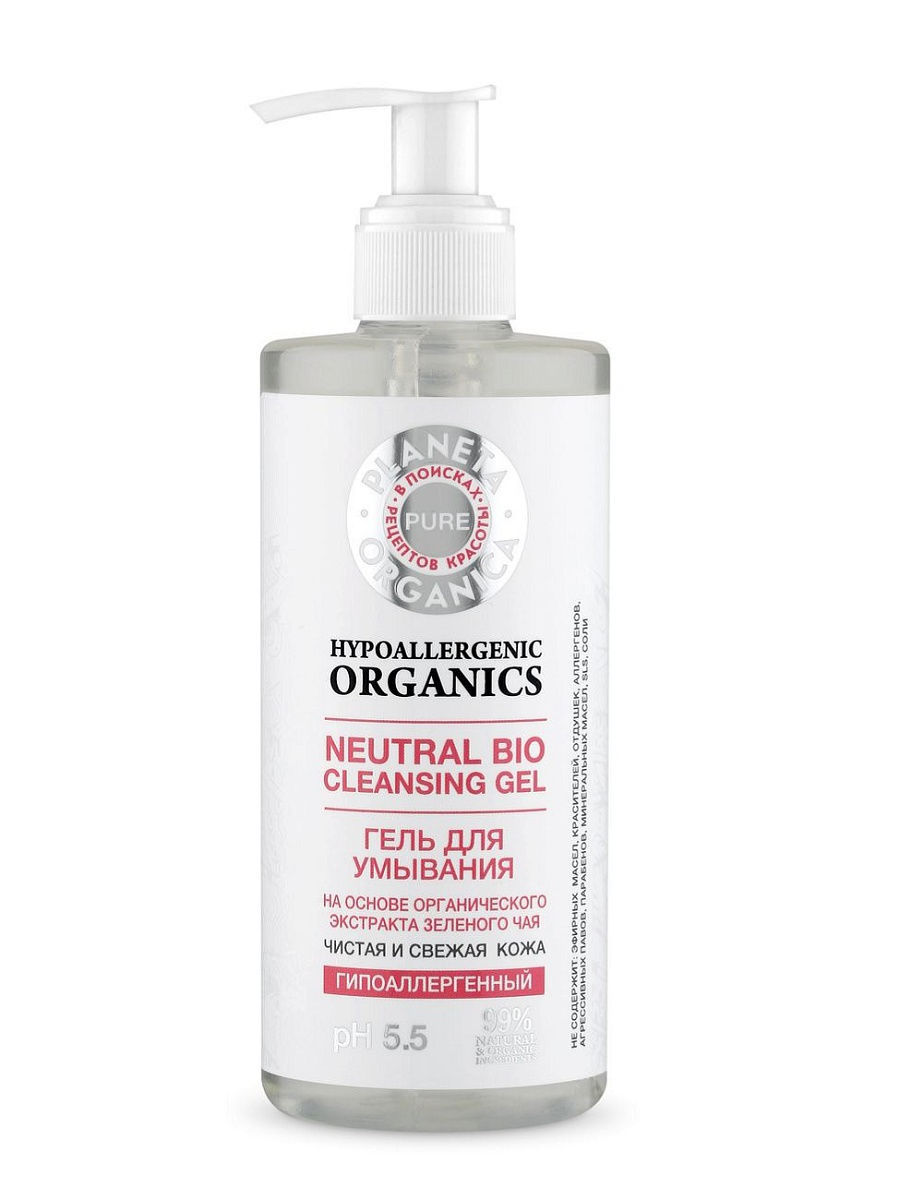 PLANETA
ORGANICA
В ПОИСКАХ
РЕЦЕПТОВ КРАСОТЫ
PURE
HYPOALLERGENIC
ORGANICS
NEUTRAL BIO
CLEANSING GEL
ГЕЛЬ ДЛЯ
УМЫВАНИЯ
НА ОСНОВЕ ОРГАНИЧЕСКОГО
ЭКСТРАКТА ЗЕЛЕНОГО ЧАЯ
ЧИСТАЯ И СВЕЖАЯ КОЖА
ГИПОАЛЛЕРГЕННЫЙ
pH 5.5
99%
NATURAL
& ORGANIC
INGREDIENTS
НЕ СОДЕРЖИТ: ЭФИРНЫХ МАСЕЛ, КРАСИТЕЛЕЙ, ОТДУШЕК, АЛЛЕРГЕНОВ,
АГРЕССИВНЫХ ПАВОВ, ПАРАБЕНОВ, МИНЕРАЛЬНЫХ МАСЕЛ, SLS, СОЛИ